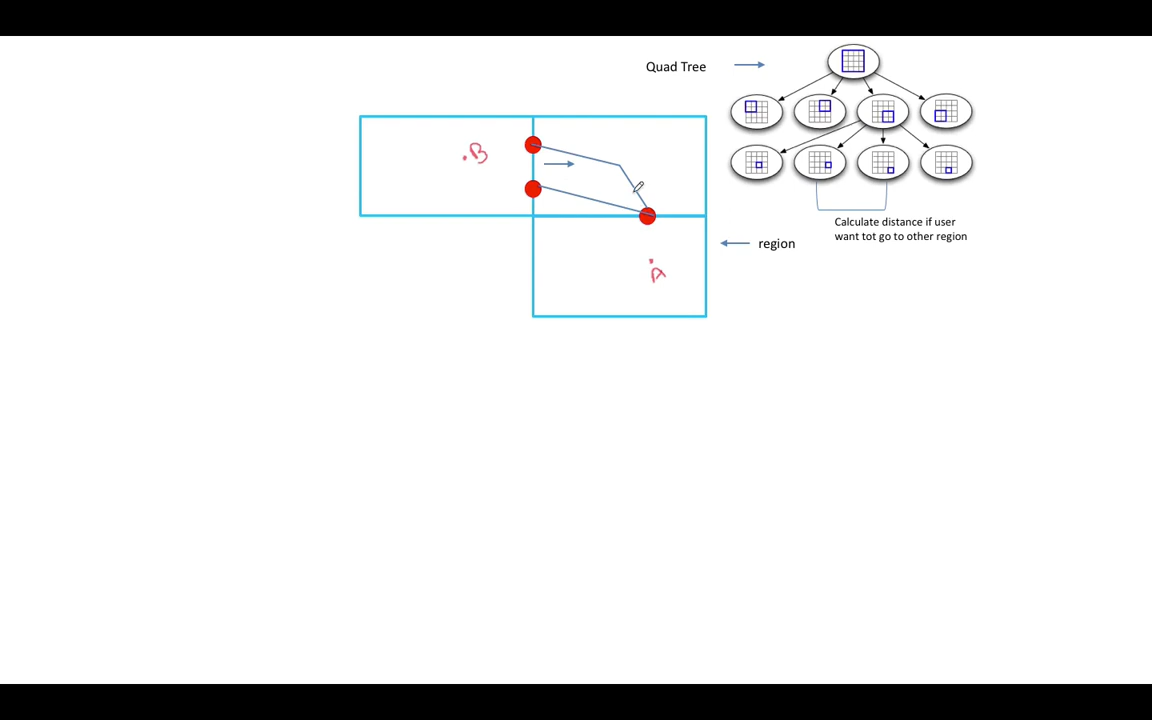 Quad Tree
.B
Calculate distance if user
want tot go to other region
region
A